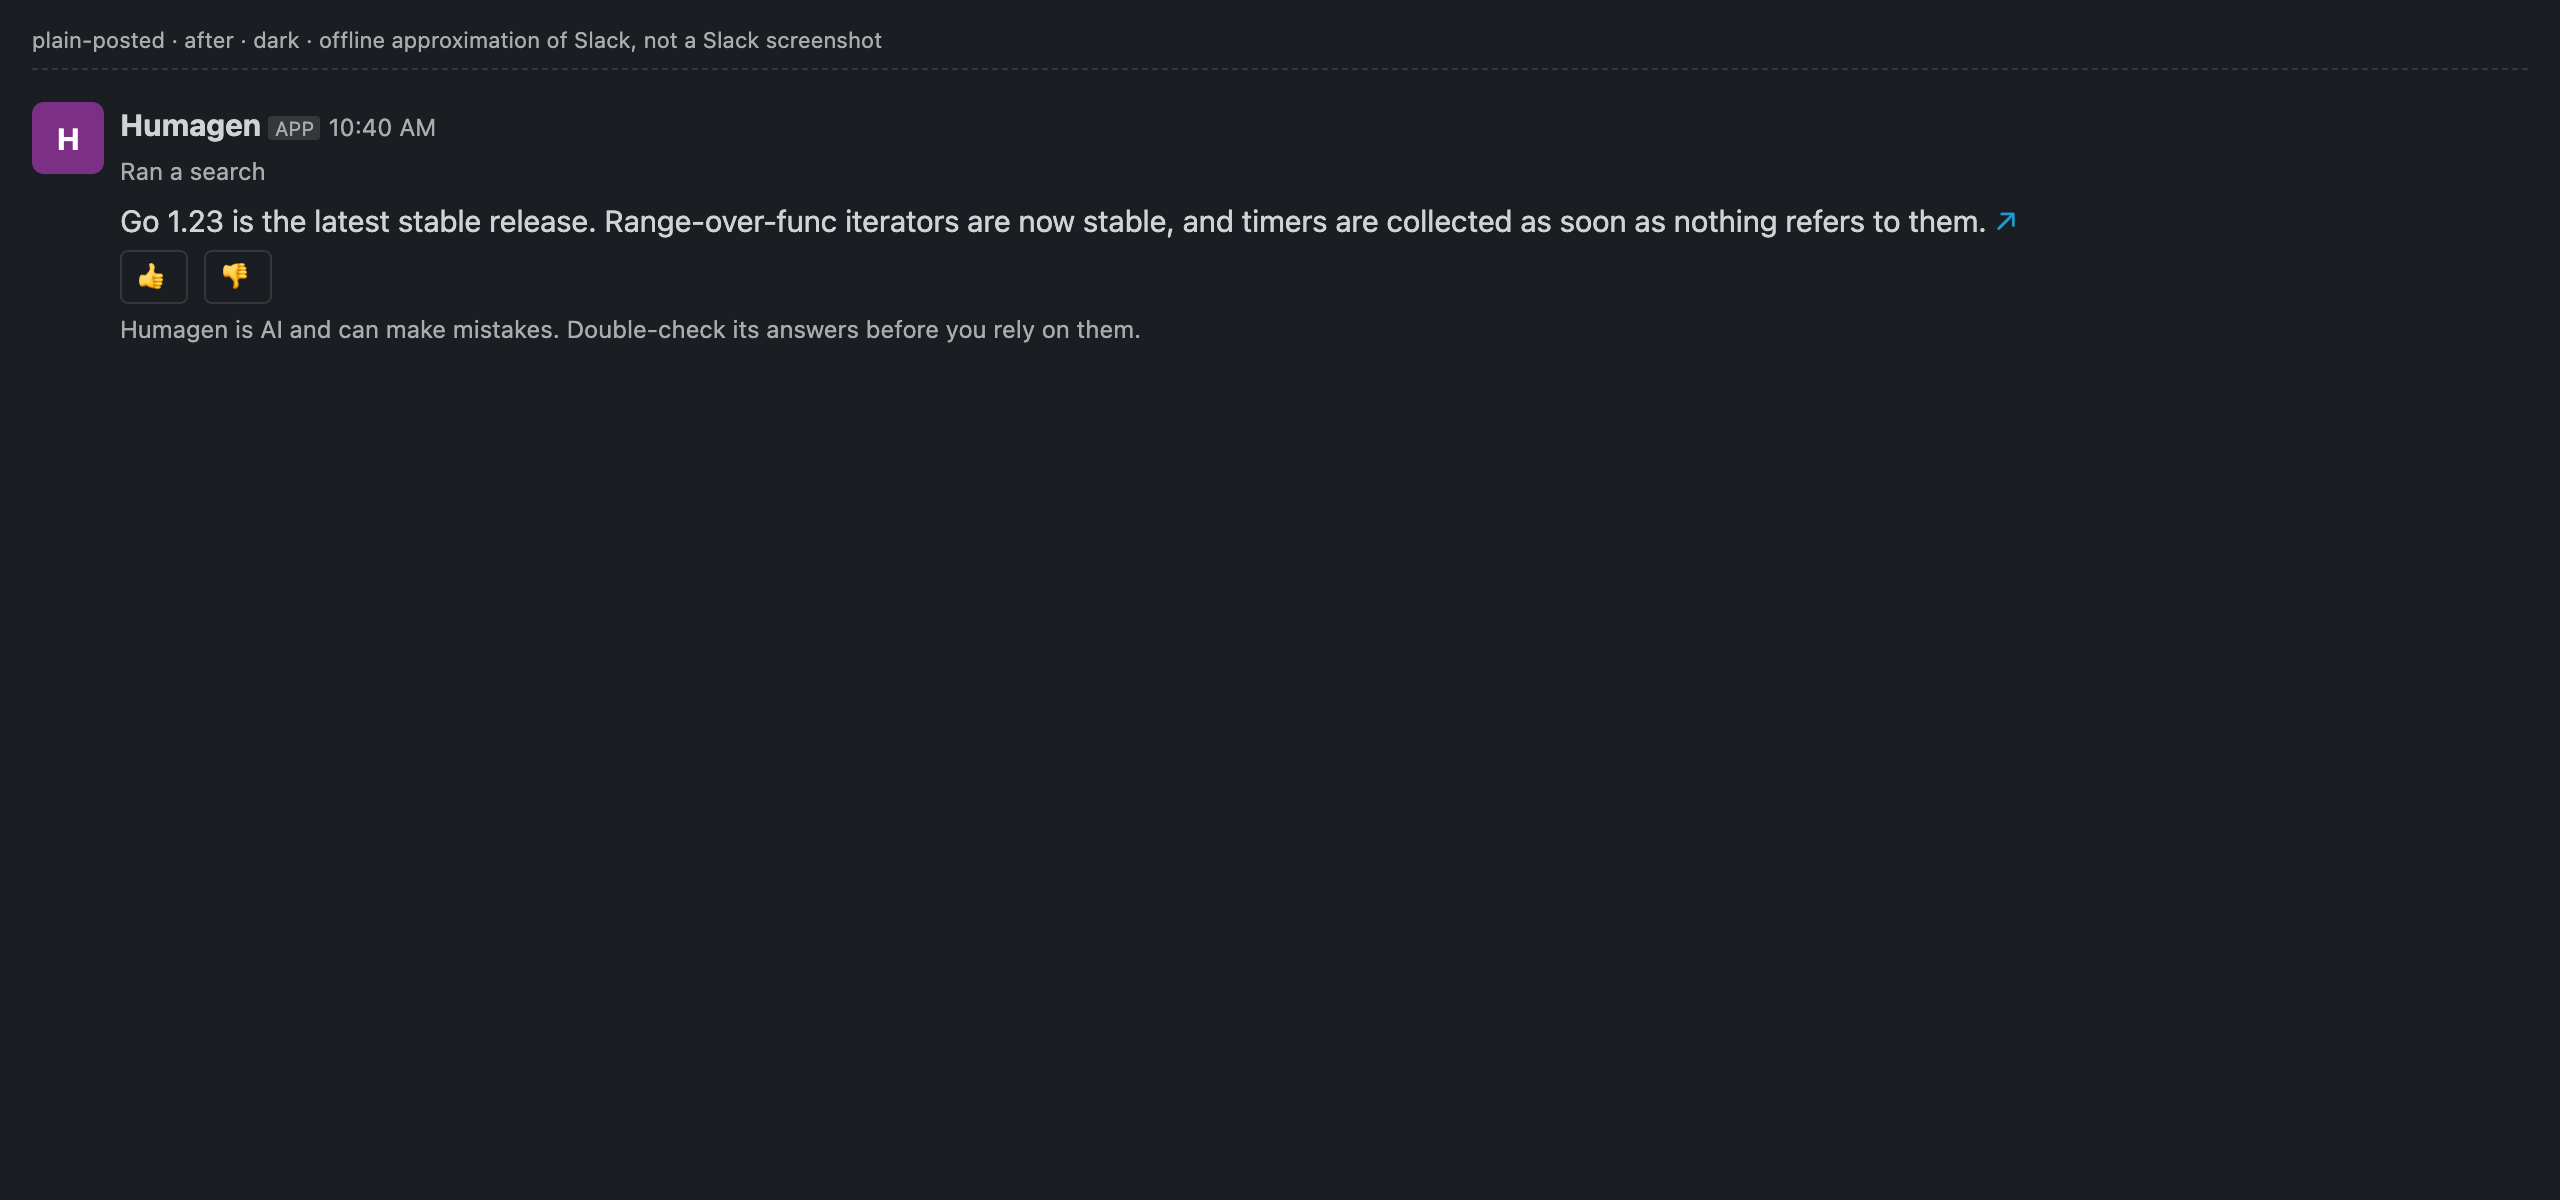 plain-posted · after · dark · offline approximation of Slack, not a Slack screenshot
H
Humagen APP 10:40 AM
Ran a search
Go 1.23 is the latest stable release. Range-over-func iterators are now stable, and timers are collected as soon as nothing refers to them. ↗
👍 👎
Humagen is AI and can make mistakes. Double-check its answers before you rely on them.